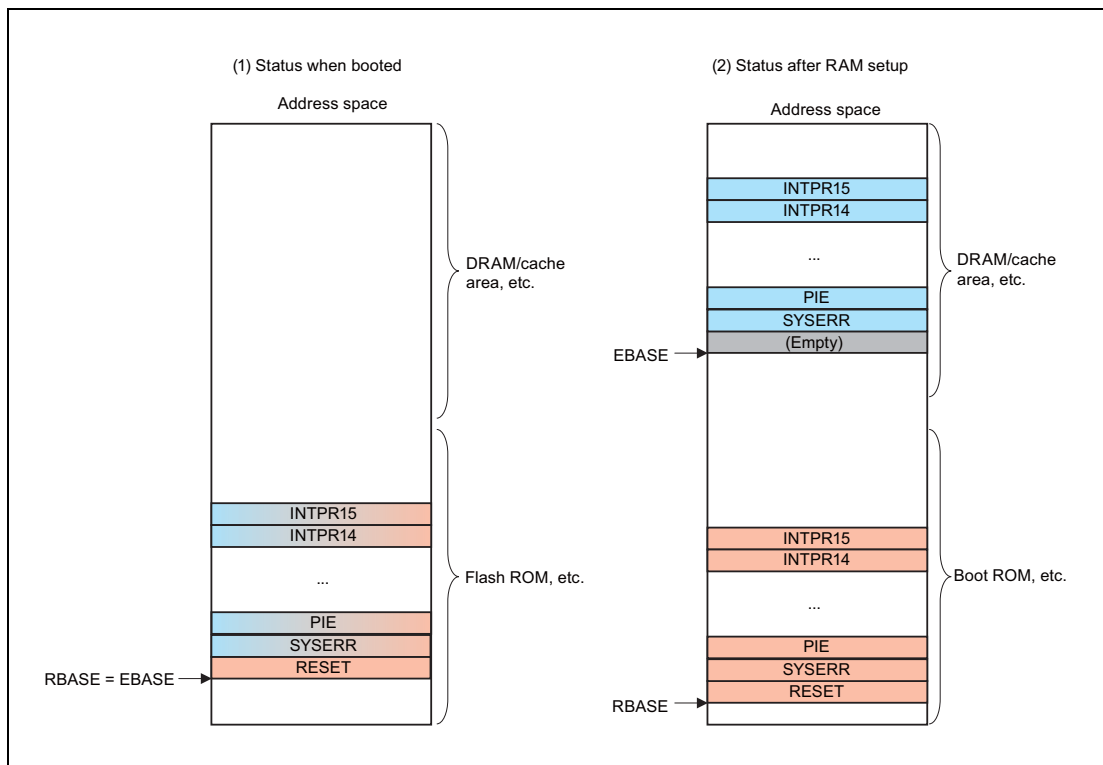 (1) Status when booted
Address space
DRAM/cache
area, etc.
INTPR15
INTPR14
...
Flash ROM, etc.
PIE
SYSERR
RESET
RBASE = EBASE
(2) Status after RAM setup
Address space
INTPR15
INTPR14
...
DRAM/cache
area, etc.
PIE
SYSERR
(Empty)
EBASE
INTPR15
INTPR14
...
Boot ROM, etc.
PIE
SYSERR
RESET
RBASE